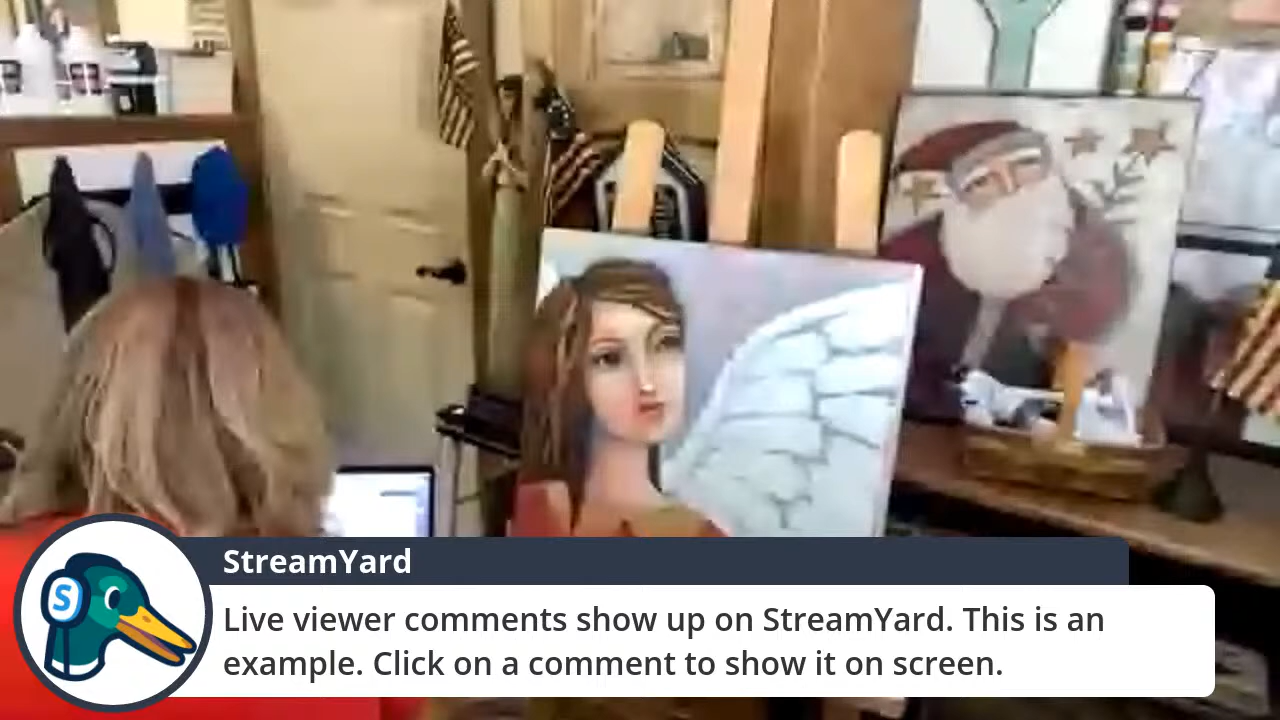 StreamYard
S
Live viewer comments show up on StreamYard. This is an
example. Click on a comment to show it on screen.